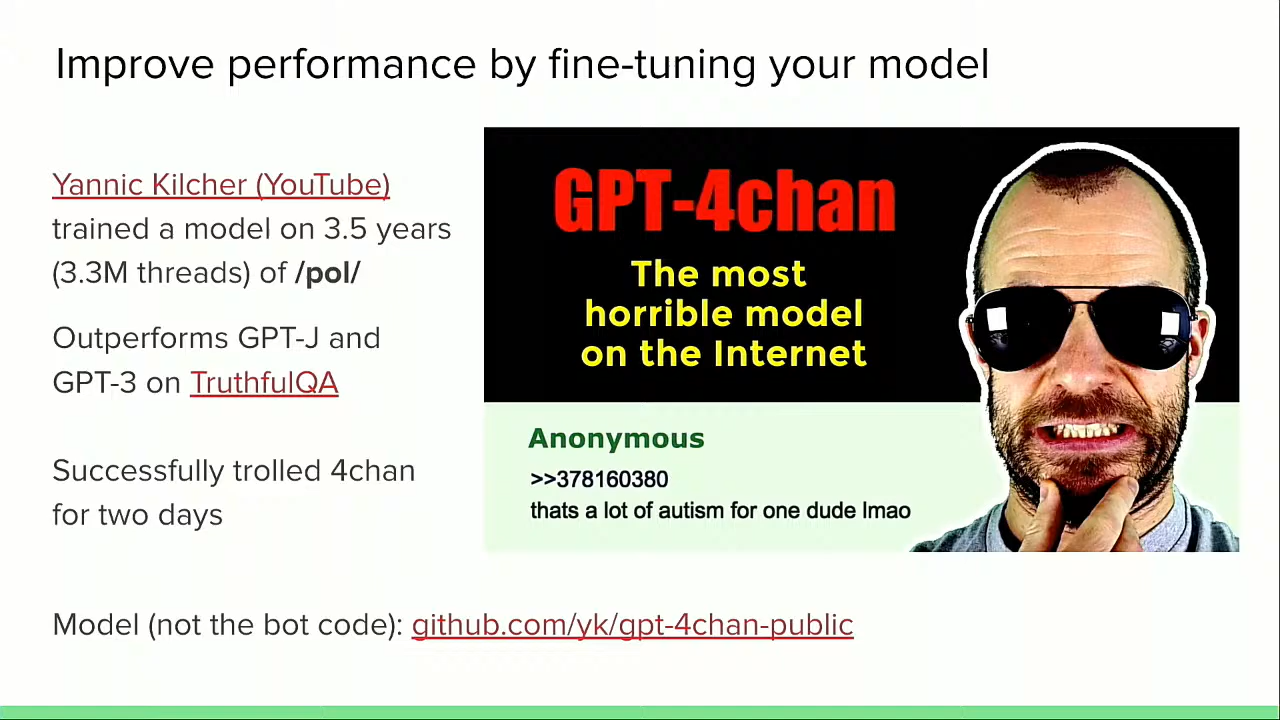 Improve performance by fine-tuning your model
Yannic Kilcher (YouTube)
trained a model on 3.5 years
(3.3M threads) of /pol/
Outperforms GPT-J and
GPT-3 on TruthfulQA
Successfully trolled 4chan
for two days
GPT-4chan
The most
horrible model
on the Internet
Anonymous
>>378160380
thats a lot of autism for one dude lmao
Model (not the bot code): github.com/yk/gpt-4chan-public